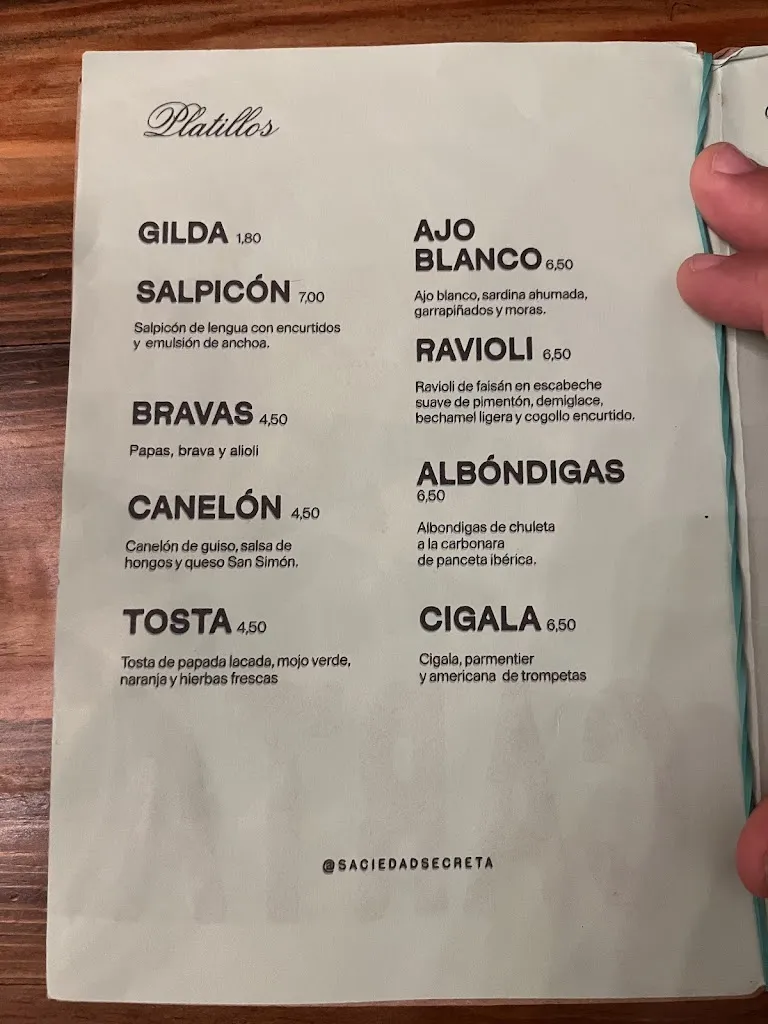 Platillos
GILDA 1,80
SALPICÓN 7,00
Salpicón de lengua con encurtidos
y emulsión de anchoa.
BRAVAS 4,50
Papas, brava y alioli
CANELÓN 4,50
Canelón de guiso, salsa de
hongos y queso San Simón.
TOSTA 4,50
Tosta de papada lacada, mojo verde,
naranja y hierbas frescas
AJO
BLANCO 6,50
Ajo blanco, sardina ahumada,
garrapiñados y moras.
RAVIOLI 6,50
Ravioli de faisán en escabeche
suave de pimentón, demiglace,
bechamel ligera y cogollo encurtido.
ALBÓNDIGAS
6,50
Albondigas de chuleta
a la carbonara
de panceta ibérica.
CIGALA 6,50
Cigala, parmentier
y americana de trompetas
@SACIEDADSECRETA